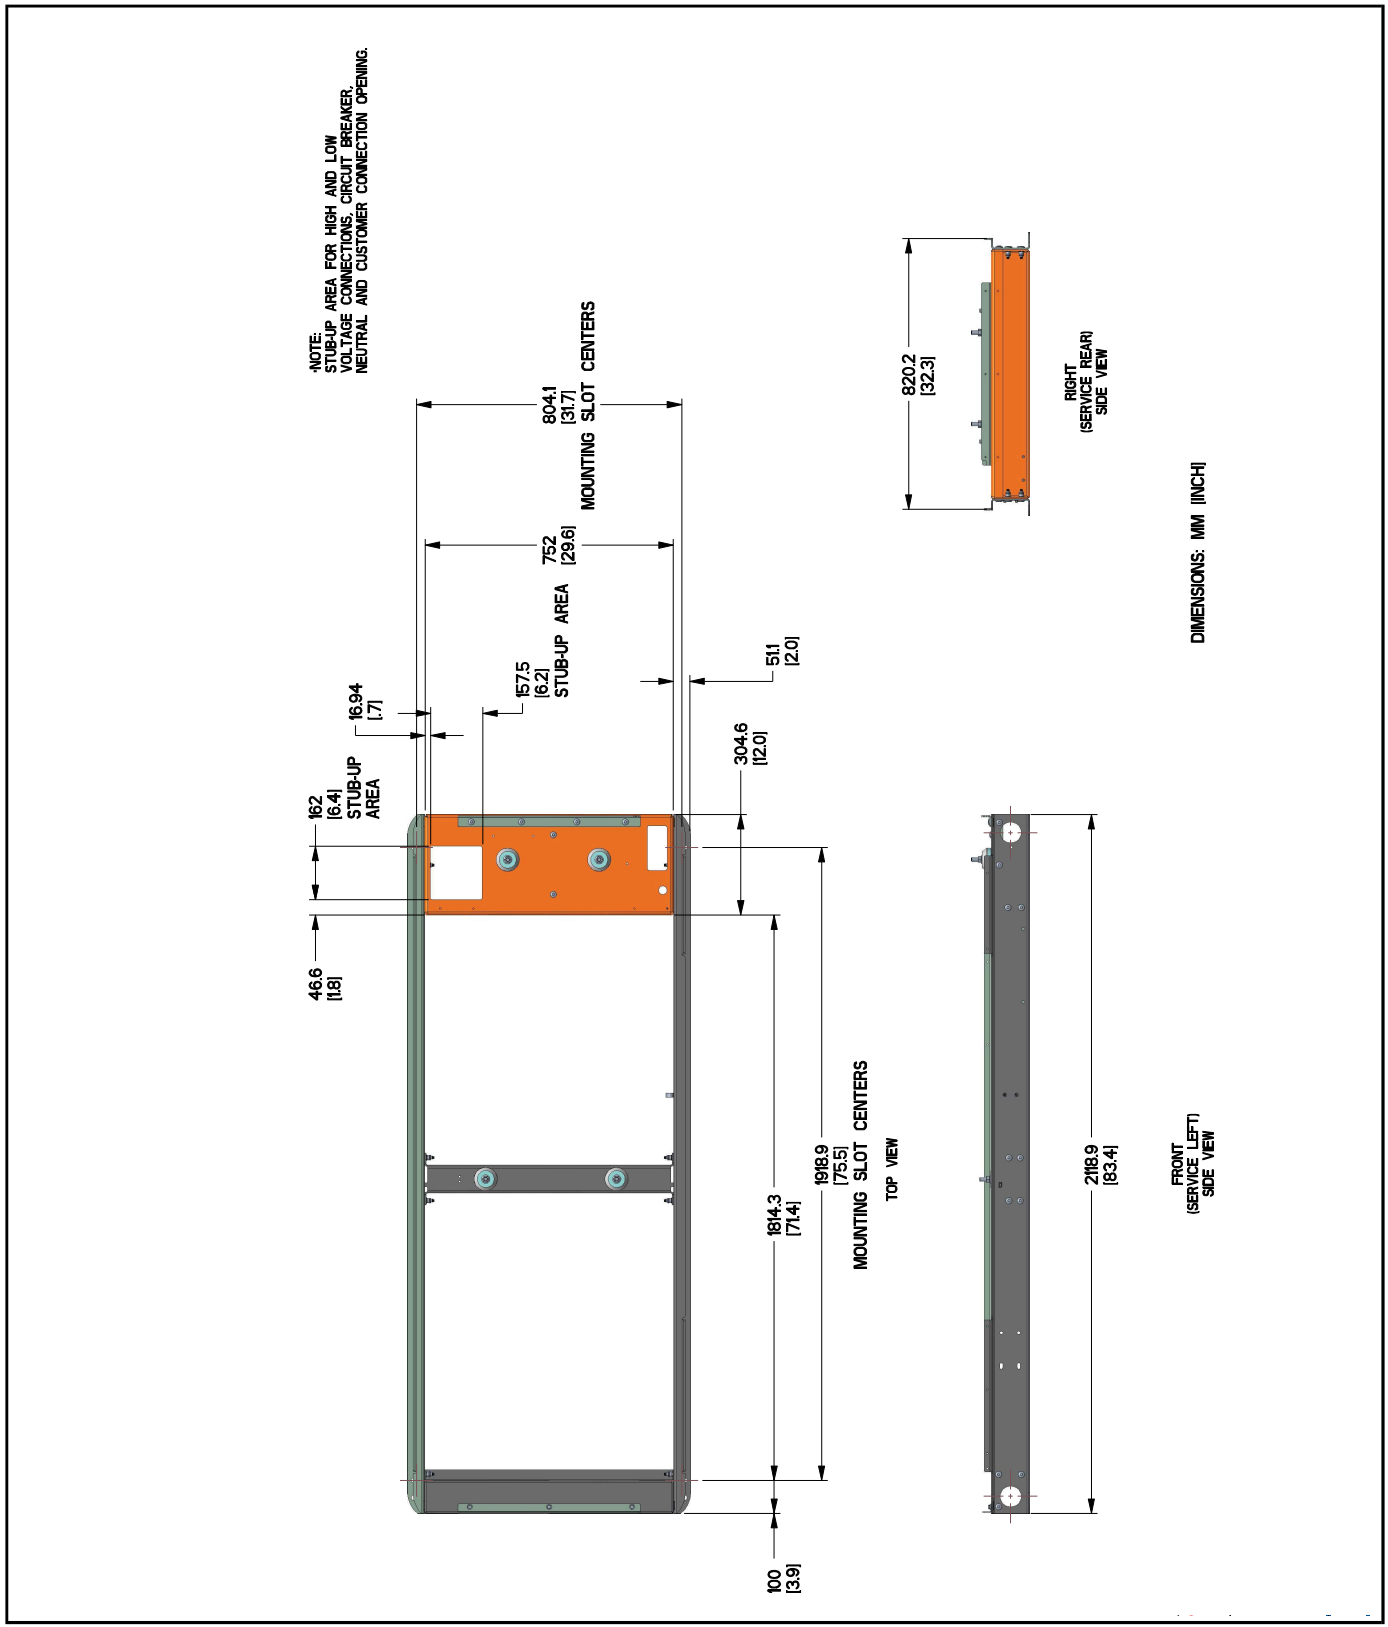 *NOTE:
STUB-UP AREA FOR HIGH AND LOW
VOLTAGE CONNECTIONS, CIRCUIT BREAKER,
NEUTRAL AND CUSTOMER CONNECTION OPENING.
162
[6.4]
STUB-UP
AREA
46.6
[1.8]
16.94
[.7]
157.5
[6.2]
STUB-UP AREA
752
[29.6]
804.1
[31.7]
MOUNTING SLOT CENTERS
51.1
[2.0]
304.6
[12.0]
1814.3
[71.4]
100
[3.9]
1918.9
[75.5]
MOUNTING SLOT CENTERS
TOP VIEW
820.2
[32.3]
RIGHT
(SERVICE REAR)
SIDE VIEW
2118.9
[83.4]
FRONT
(SERVICE LEFT)
SIDE VIEW
DIMENSIONS: MM [INCH]